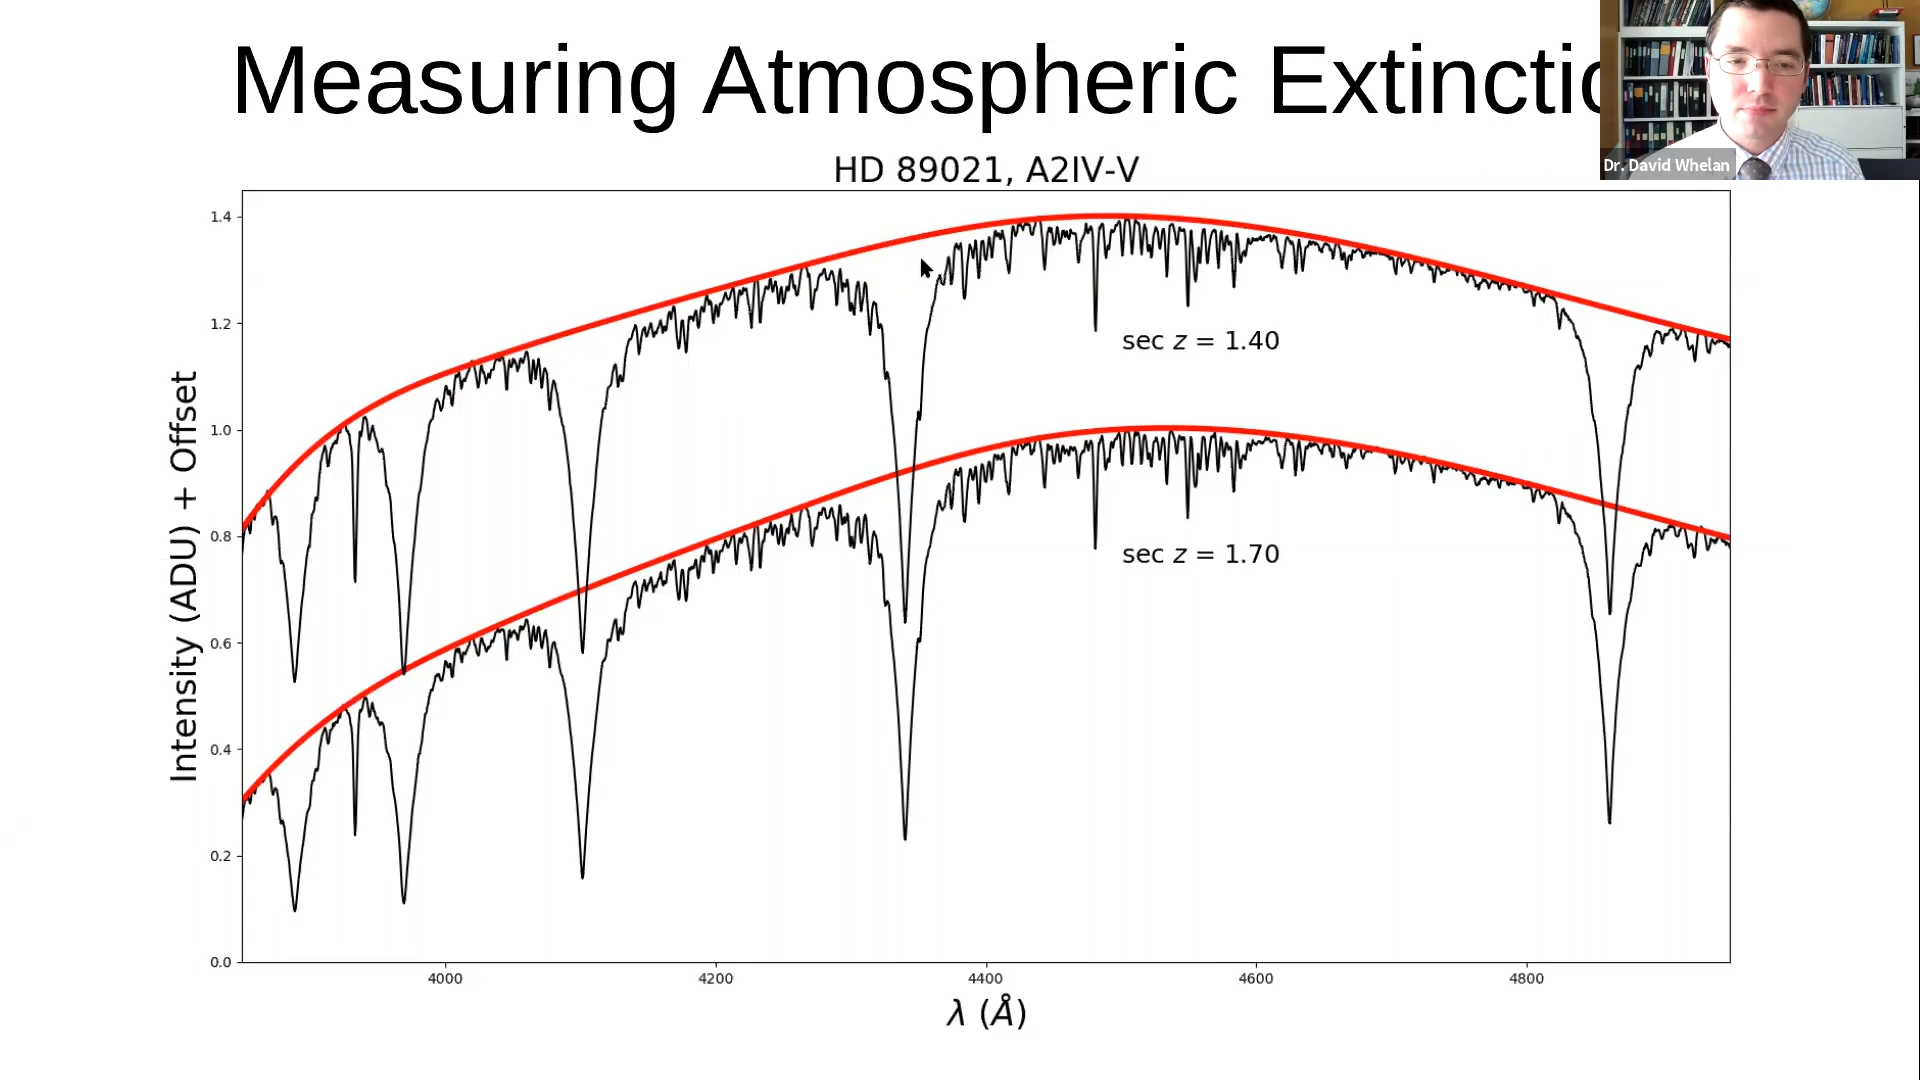 Measuring Atmospheric Extinctio
Dr. David Whelan
HD 89021, A2IV-V
Intensity (ADU) + Offset
1.4
1.2
1.0
0.8
0.6
0.4
0.2
0.0
sec z = 1.40
sec z = 1.70
4000 4200 4400 4600 4800
λ (Å)